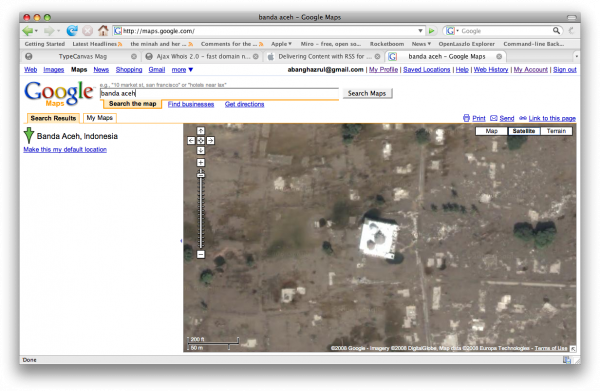 banda aceh - Google Maps
http://maps.google.com/
Google
Getting Started Latest Headlines the minah and her ... Comments for the ... Apple Miro – free, open so... Rocketboom News OpenLaszlo Explorer Command-line Back...
TypeCanvas Mag Ajax Whois 2.0 - fast domain n... Delivering Content with RSS for ... banda aceh - Google Maps
Web Images Maps News Shopping Gmail more ▼ abanghazrul@gmail.com | My Profile | Saved Locations | Help | Web History | My Account | Sign out
Google Maps
e.g., "10 market st, san francisco" or "hotels near lax"
banda aceh Search Maps
Search the map Find businesses Get directions
Search Results My Maps Print Send Link to this page
Banda Aceh, Indonesia
Make this my default location
Map Satellite Terrain
200 ft
50 m
©2008 Google - Imagery ©2008 DigitalGlobe, Map data ©2008 Europa Technologies - Terms of Use
Done